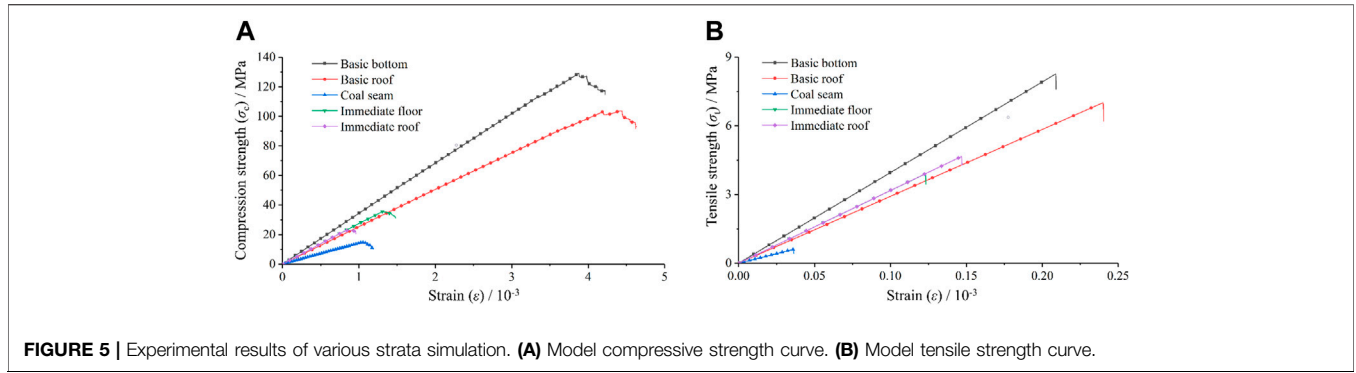 A
B
140
120
100
80
60
40
20
0
Compression strength (σc) / MPa
Basic bottom
Basic roof
Coal seam
Immediate floor
Immediate roof
0 1 2 3 4 5
Strain (ε) / 10-3
9
6
3
0
Tensile strength (σt) / MPa
Basic bottom
Basic roof
Coal seam
Immediate floor
Immediate roof
0.00 0.05 0.10 0.15 0.20 0.25
Strain (ε) / 10-3
FIGURE 5 | Experimental results of various strata simulation. (A) Model compressive strength curve. (B) Model tensile strength curve.